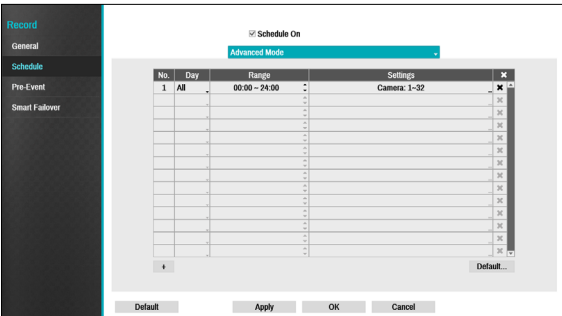 Record
General
Schedule
Pre-Event
Smart Failover
Schedule On
Advanced Mode
No. Day Range Settings ✖
1 All 00:00 ~ 24:00 Camera: 1~32 ✖
+ Default...
Default Apply OK Cancel